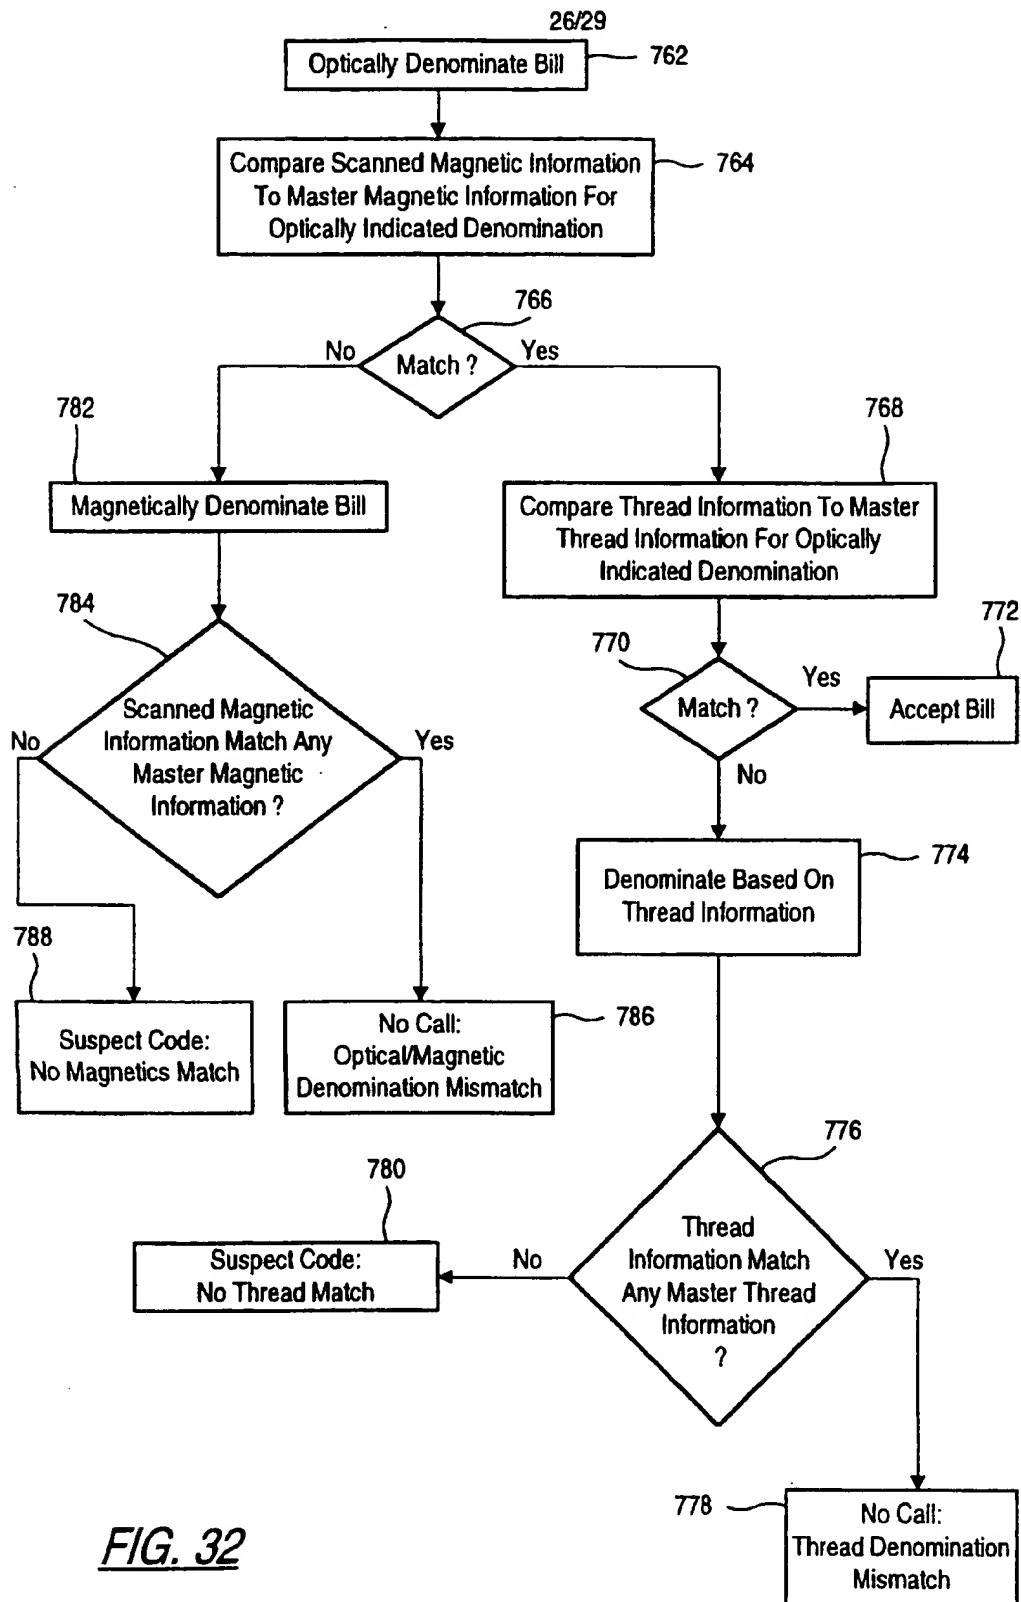 26/29
Optically Denominate Bill
762
Compare Scanned Magnetic Information
To Master Magnetic Information For
Optically Indicated Denomination
764
766
No
Match ?
Yes
782
768
Magnetically Denominate Bill
Compare Thread Information To Master
Thread Information For Optically
Indicated Denomination
784
772
770
Yes
Match ?
Accept Bill
No
Scanned Magnetic
Information Match Any
Master Magnetic
Information ?
No
Yes
774
Denominate Based On
Thread Information
788
Suspect Code:
No Magnetics Match
No Call:
Optical/Magnetic
Denomination Mismatch
786
776
780
Suspect Code:
No Thread Match
No
Thread
Information Match
Any Master Thread
Information
?
Yes
778
No Call:
Thread Denomination
Mismatch
FIG. 32